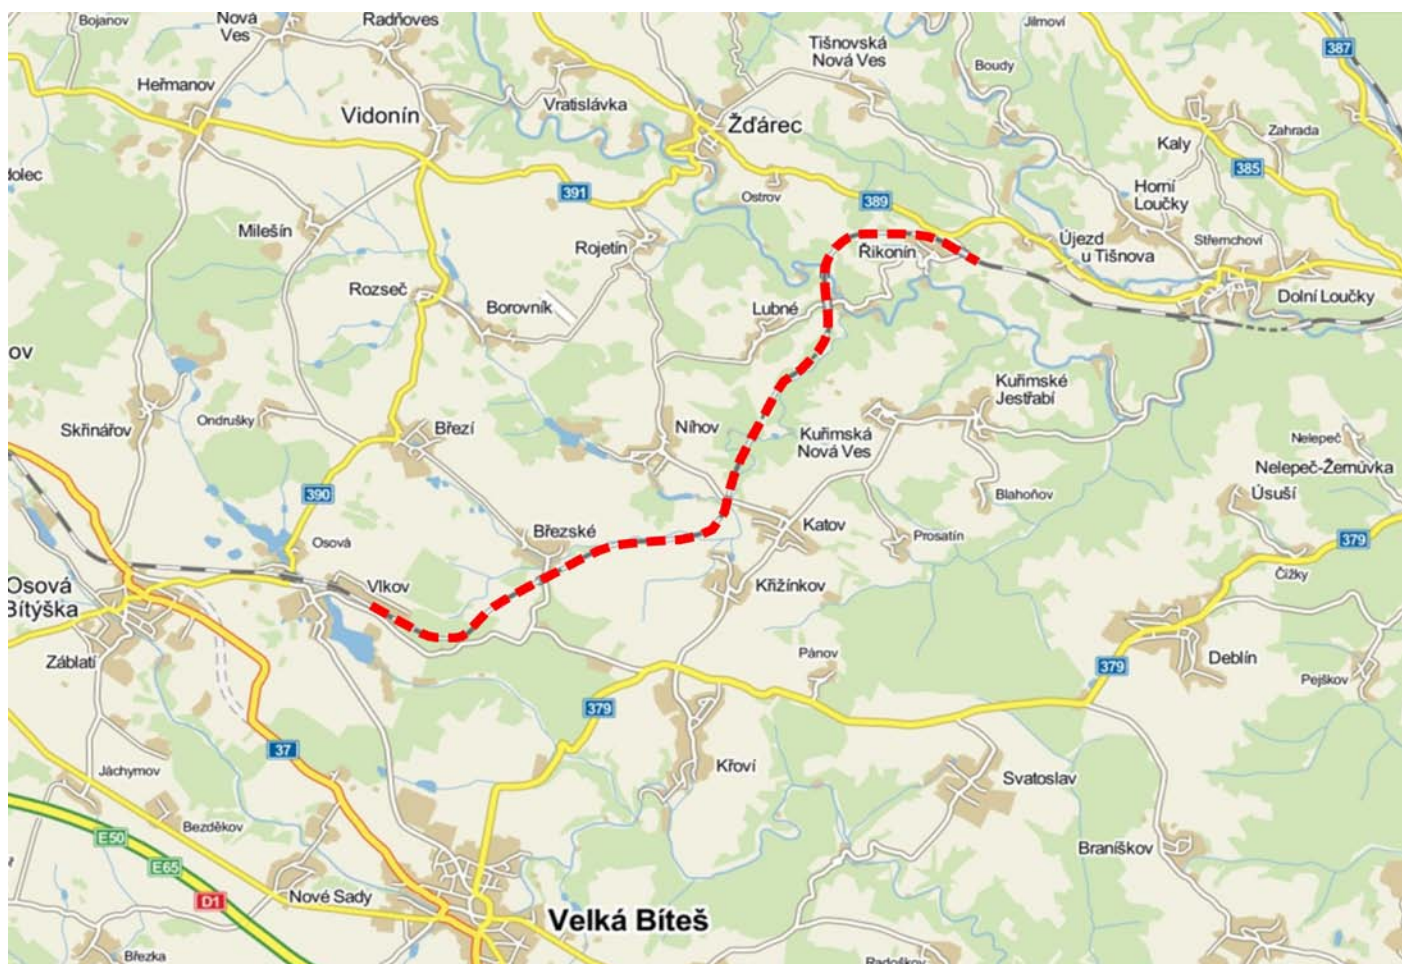 Bojanov
Nová
Ves
Radňoves
Jilmoví
387
Tišnovská
Nová Ves
Boudy
Heřmanov
Vratislávka
Vidonín
Žďárec
Zahrada
Kaly
385
391
Ostrov
389
Horní
Loučky
Milešín
Rojetín
Řikonín
Újezd
u Tišnova
Střemchoví
Rozseč
Borovník
Lubné
Dolní Loučky
ov
Kuřimské
Jestřabí
Ondrušky
Skřinářov
Březí
Níhov
Kuřimská
Nová Ves
Nelepeč
Nelepeč-Žernůvka
390
Blahoňov
Úsuší
Osová
Březské
Katov
Prosatín
379
Čížky
Osová
Bítýška
Vlkov
Křižínkov
Záblatí
Pánov
379
Deblín
Pejškov
379
37
Jáchymov
Křoví
Svatoslav
Bezděkov
E50
Braníškov
E65
D1
Nové Sady
Velká Bíteš
Březka
Radoškov